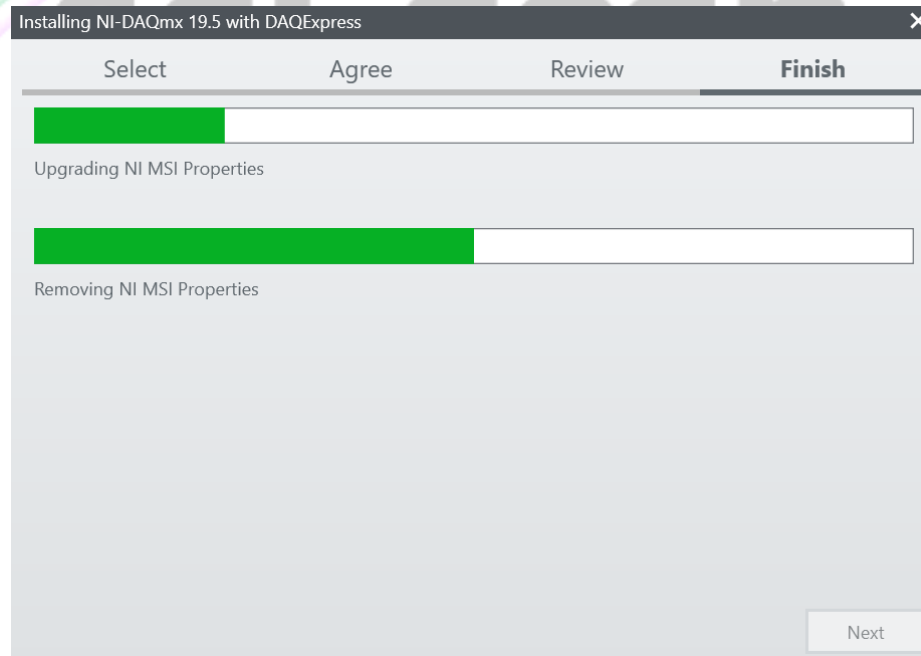 Installing NI-DAQmx 19.5 with DAQExpress
Select Agree Review Finish
Upgrading NI MSI Properties
Removing NI MSI Properties
Next